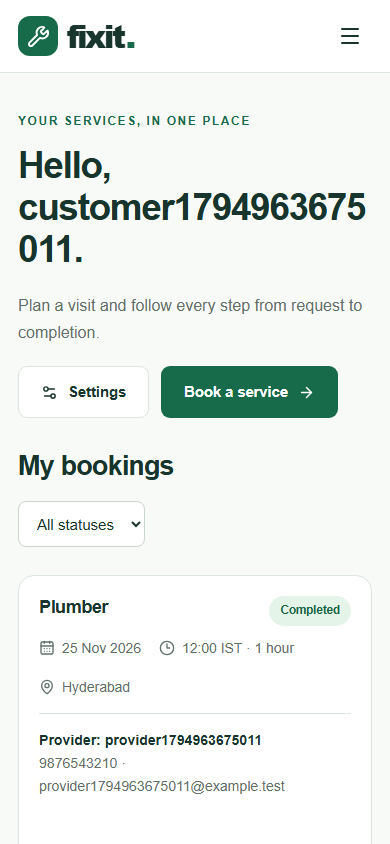 fixit.
YOUR SERVICES, IN ONE PLACE
Hello,
customer1794963675
011.
Plan a visit and follow every step from request to
completion.
Settings
Book a service
My bookings
All statuses
Plumber
Completed
25 Nov 2026
12:00 IST · 1 hour
Hyderabad
Provider: provider1794963675011
9876543210 ·
provider1794963675011@example.test